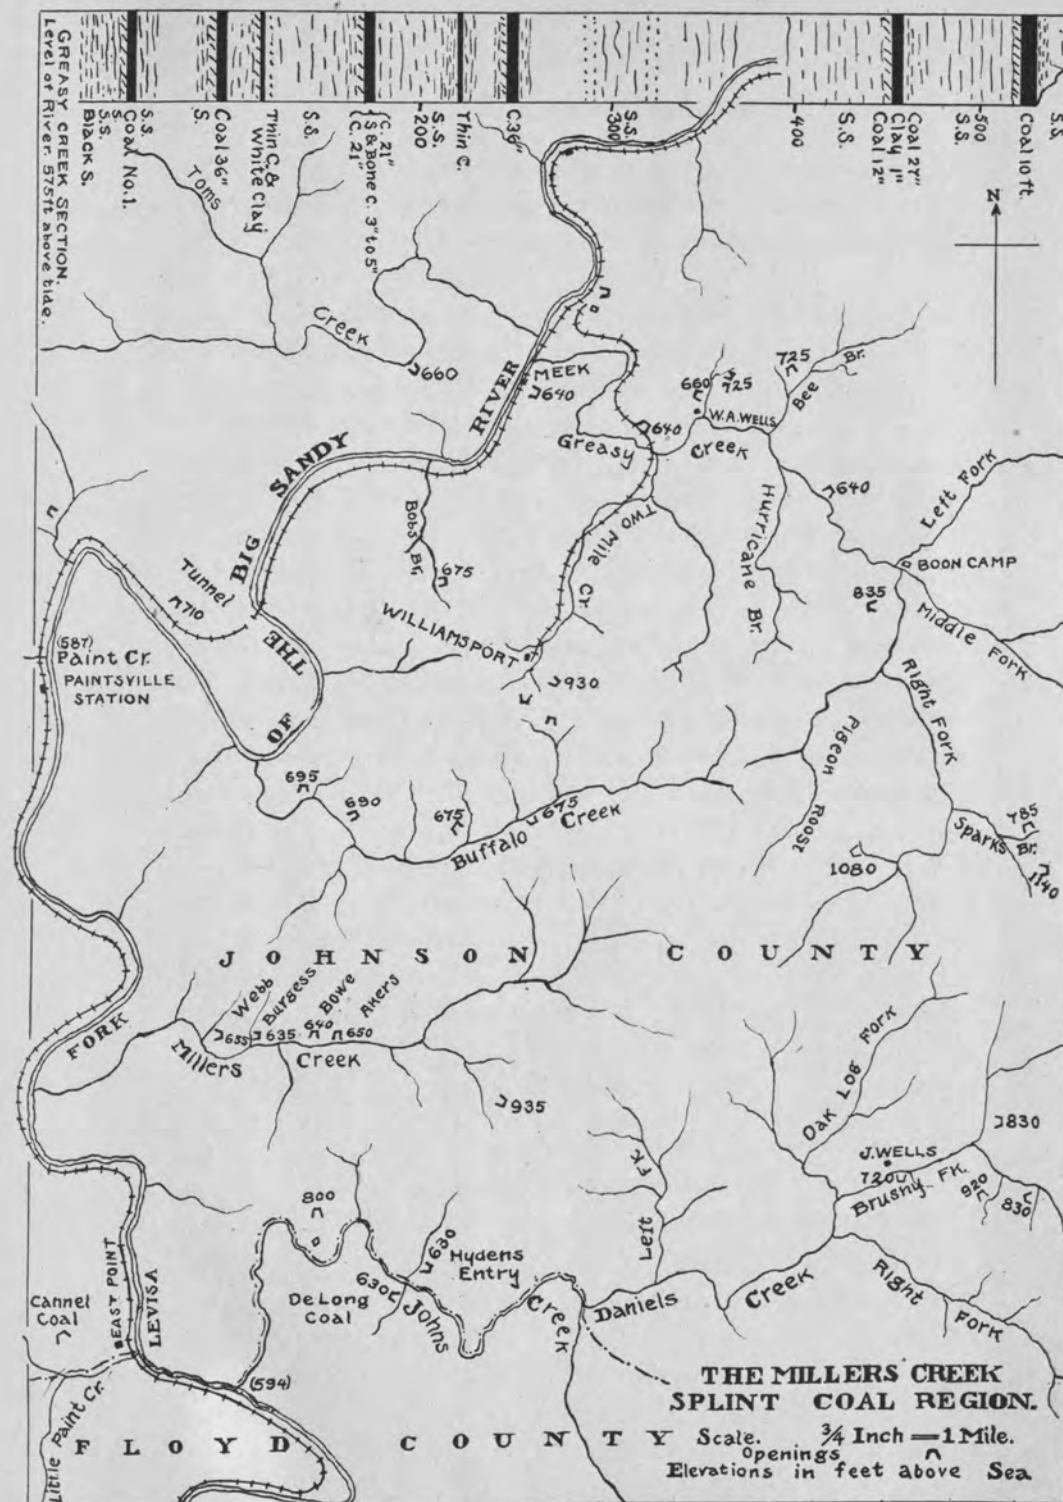 GREASY CREEK SECTION.
Level of River. 575ft above tide.
Black S.
S.S.
S
Coal No.1.
S.S.
S.
Coal 36"
Thin C. &
White Clay
S.S.
C. 21"
S & Bone C. 3" to 5"
C. 21"
200
S.S.
Thin C.
C. 36"
300
S.S.
400
S.S.
Coal 27"
Clay 1"
Coal 12"
S.S.
500
Coal 10 ft.
S.S.
N
Toms
Creek
660
MEEK
640
RIVER
SANDY
BIG
THE
OF
FORK
LEVISA
725
Bee
Br.
660
725
W.A.WELLS
640
Greasy
Creek
640
Left Fork
BOON CAMP
835
Middle Fork
Hurricane Br.
TWO Mile
Cr.
Bobs Br.
675
WILLIAMSPORT
930
Tunnel
710
(587)
Paint Cr.
PAINTSVILLE
STATION
Right Fork
Pigeon
Roost
695
690
675
675
Buffalo
Creek
785
Sparks
Br.
1140
1080
JOHNSON COUNTY
Webb
Burgess
Bowe
Akers
655
635
640
650
Millers
Creek
935
Oak Log Fork
830
J.WELLS
720
Brushy FK.
920
830
Left
FK
800
630
Hydens
Entry
De Long
Coal
630
Johns
Creek
Daniels
Creek
Right
Fork
Cannel
Coal
EAST POINT
(594)
Little Paint Cr.
FLOYD COUNTY
THE MILLERS CREEK
SPLINT COAL REGION.
Scale. ¾ Inch = 1 Mile.
Openings
Elevations in feet above Sea